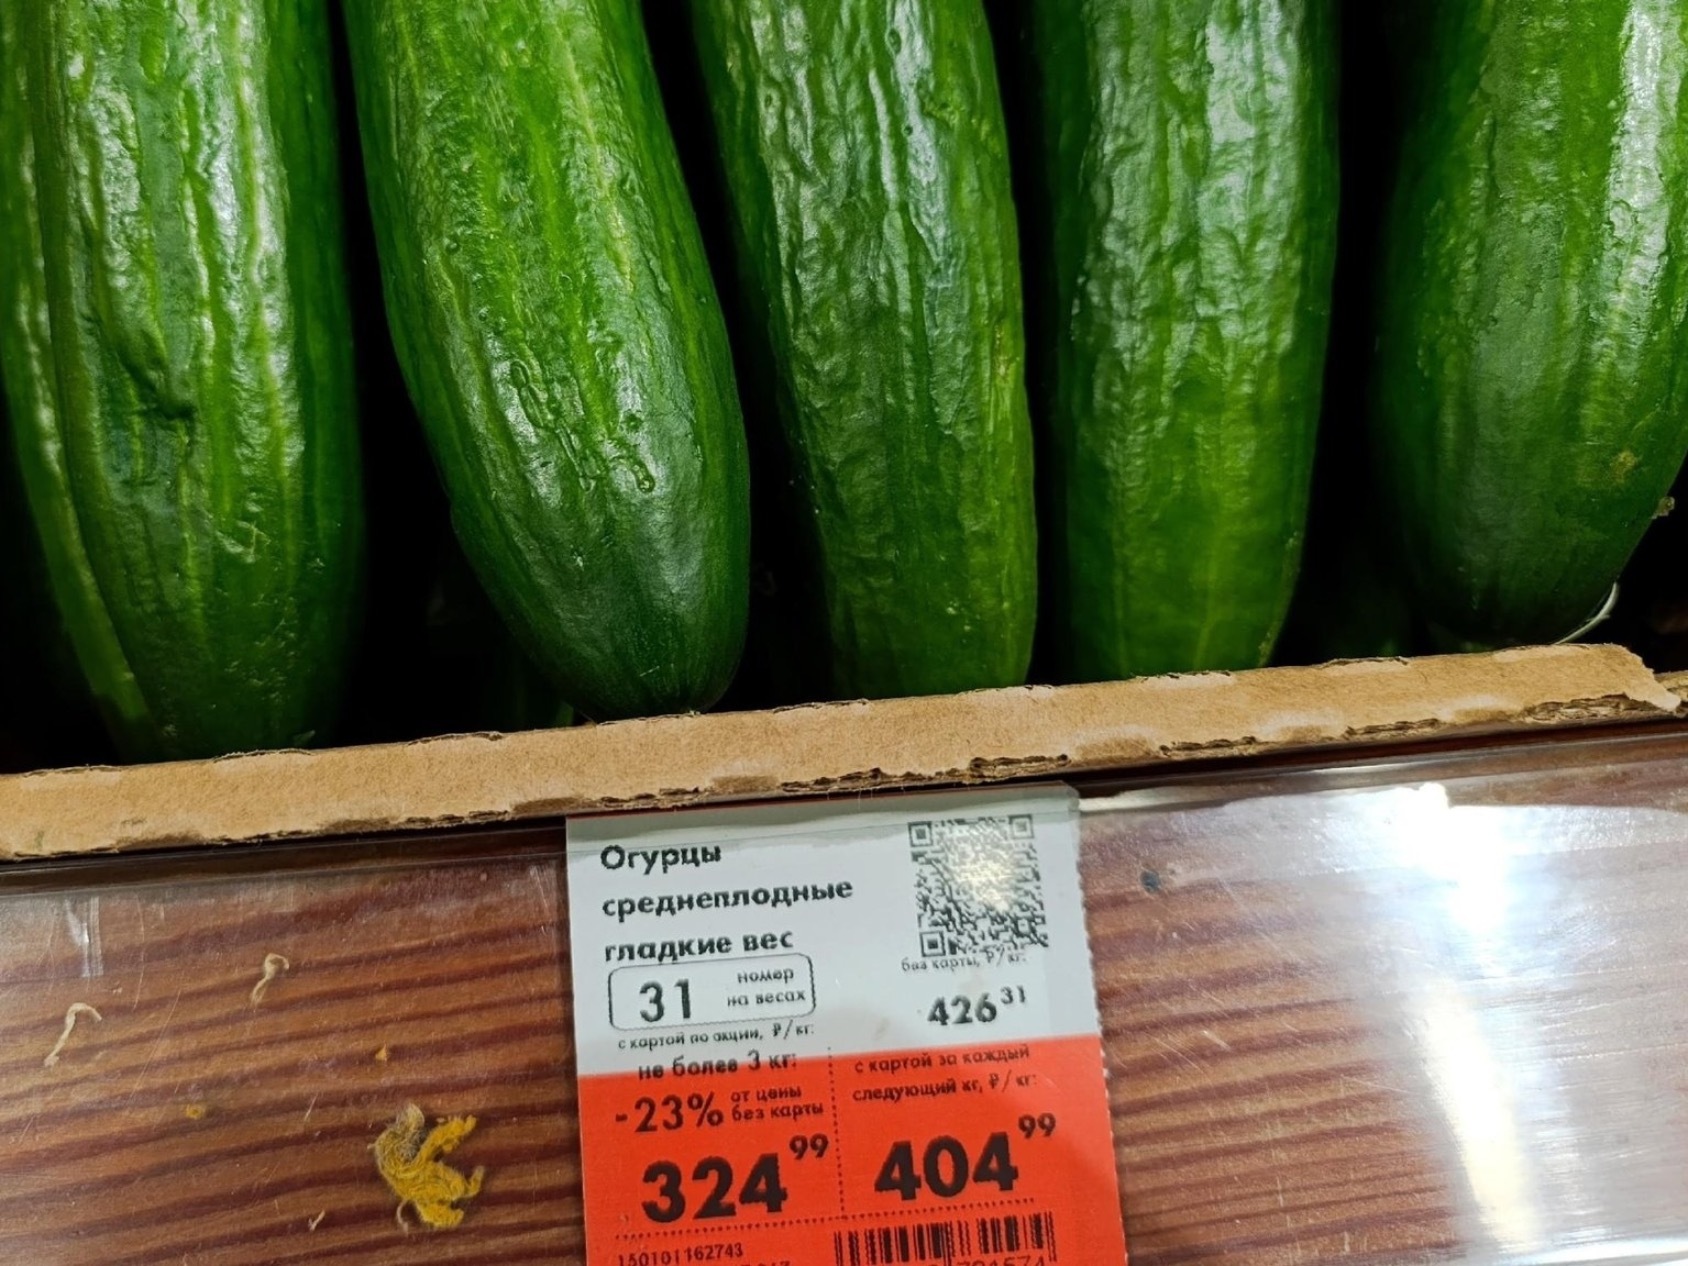 Огурцы
среднеплодные
гладкие вес
31 номер
на весах
без карты, ₽/кг:
426 31
с картой по акции, ₽/кг:
не более 3 кг:
-23% от цены
без карты
324 99
с картой за каждый
следующий кг, ₽/кг:
404 99
150101162743